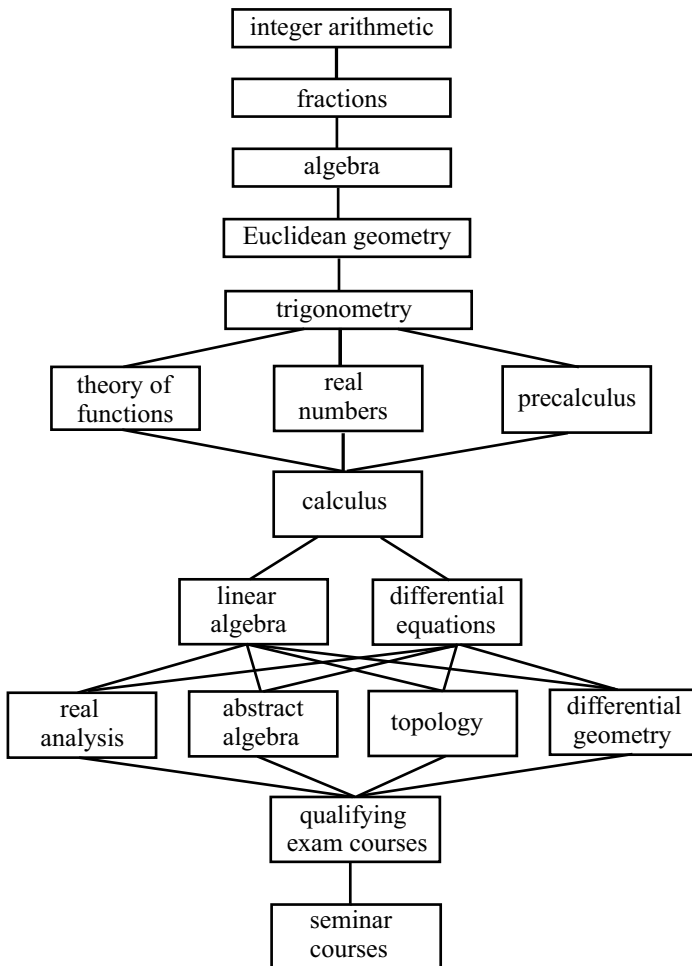 integer arithmetic
fractions
algebra
Euclidean geometry
trigonometry
theory of
functions
real
numbers
precalculus
calculus
linear
algebra
differential
equations
real
analysis
abstract
algebra
topology
differential
geometry
qualifying
exam courses
seminar
courses